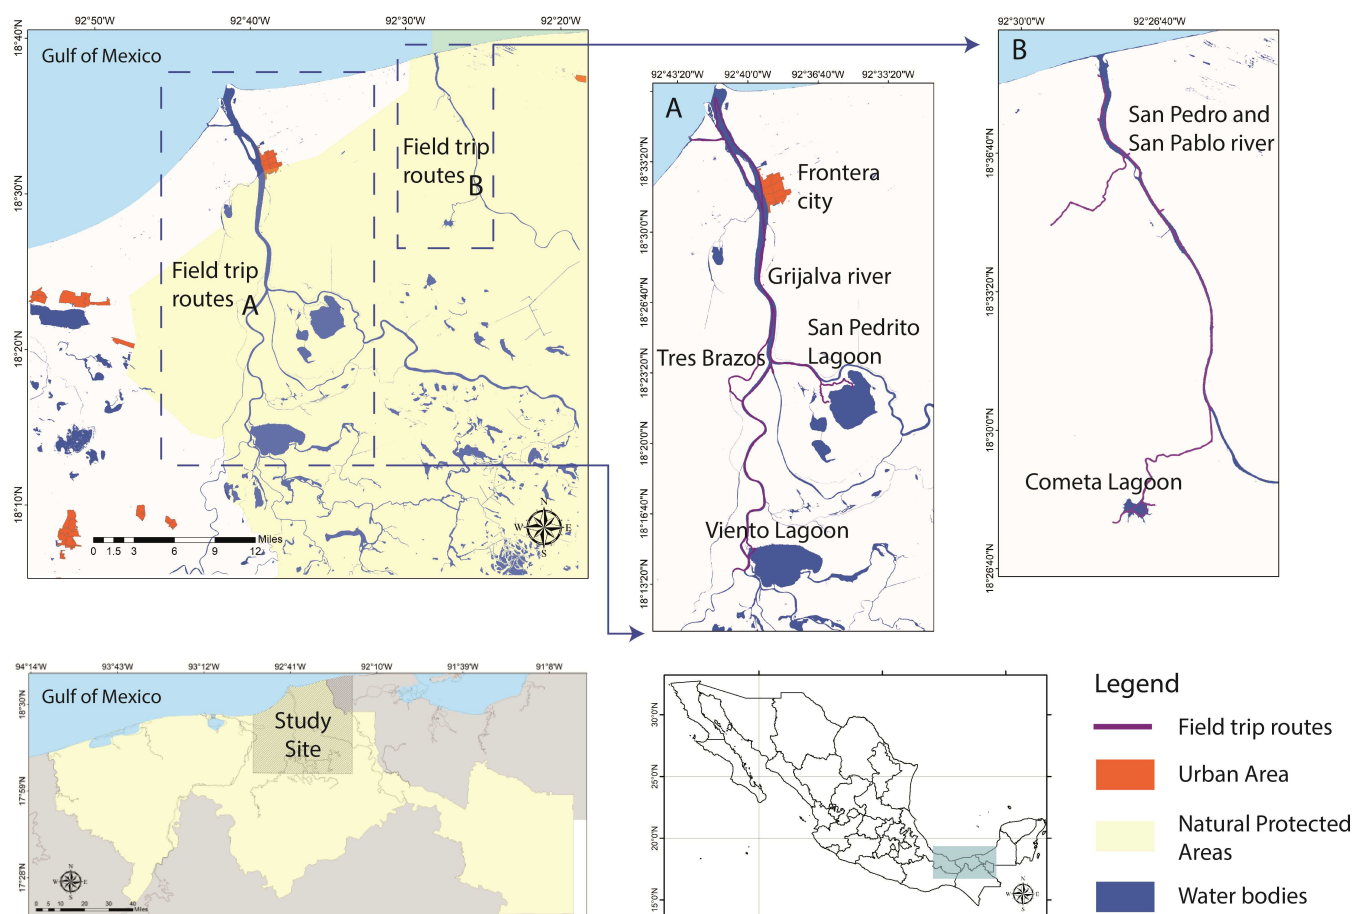 92°50'W 92°40'W 92°30'W 92°20'W
18°40'N
18°30'N
18°20'N
18°10'N
Gulf of Mexico
Field trip
routes
B
Field trip
routes
A
0 1.5 3 6 9 12
Miles
N
W E
S
92°43'20"W 92°40'0"W 92°36'40"W 92°33'20"W
18°33'20"N
18°30'0"N
18°26'40"N
18°23'20"N
18°20'0"N
18°16'40"N
18°13'20"N
A
Frontera
city
Grijalva river
San Pedrito
Lagoon
Tres Brazos
Viento Lagoon
92°30'0"W 92°26'40"W
18°36'40"N
18°33'20"N
18°30'0"N
18°26'40"N
B
San Pedro and
San Pablo river
Cometa Lagoon
94°14'W 93°43'W 93°12'W 92°41'W 92°10'W 91°39'W 91°8'W
18°30'N
17°59'N
17°28'N
Gulf of Mexico
Study
Site
N
W E
S
0 5 10 20 30 40
Miles
30°0'N
25°0'N
20°0'N
15°0'N
N
W E
S
Legend
Field trip routes
Urban Area
Natural Protected
Areas
Water bodies